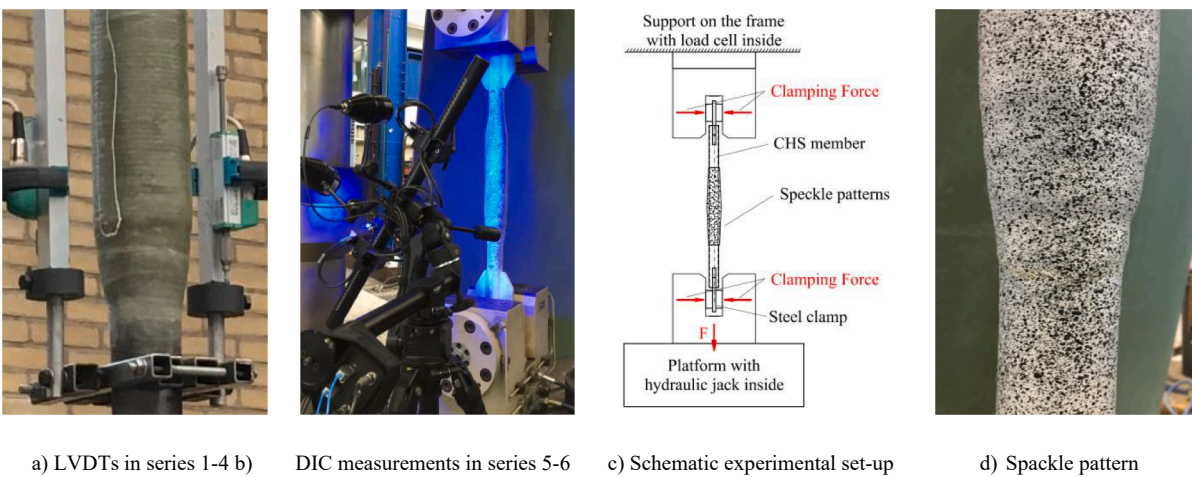 Support on the frame
with load cell inside
Clamping Force
CHS member
Speckle patterns
Clamping Force
Steel clamp
F
Platform with
hydraulic jack inside
a) LVDTs in series 1-4 b) DIC measurements in series 5-6 c) Schematic experimental set-up d) Spackle pattern